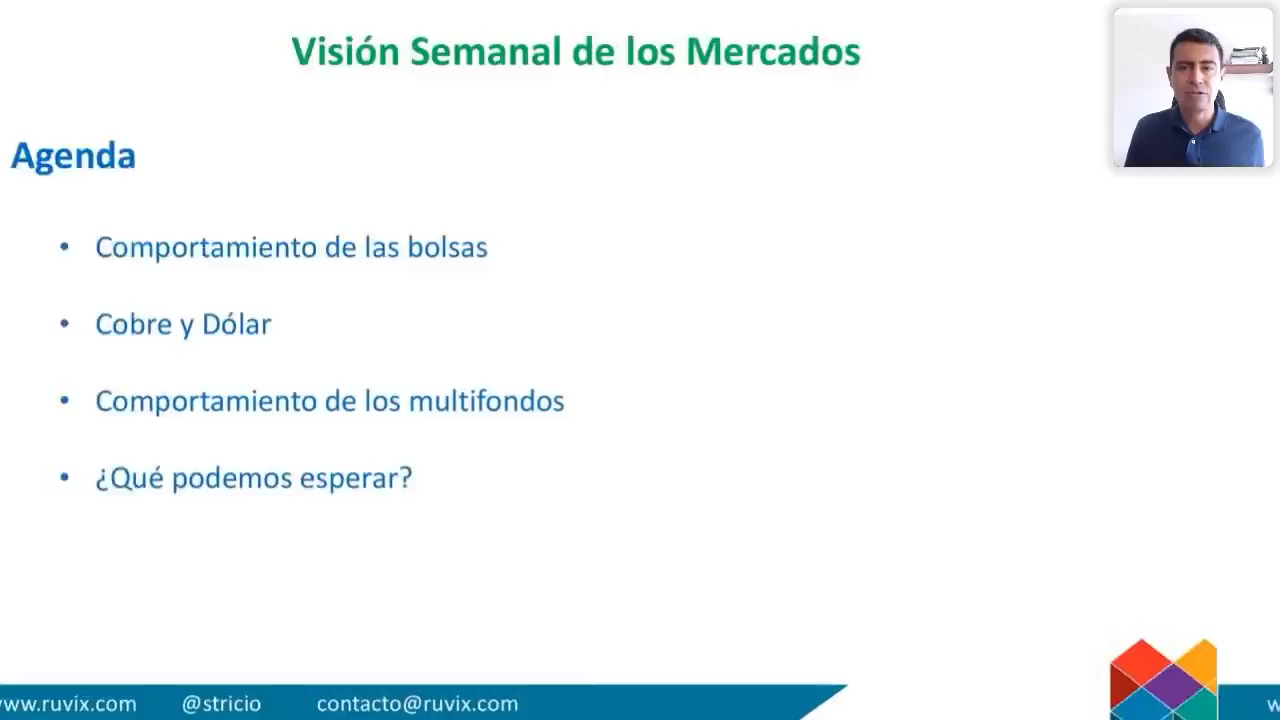 Visión Semanal de los Mercados
Agenda
• Comportamiento de las bolsas
• Cobre y Dólar
• Comportamiento de los multifondos
• ¿Qué podemos esperar?
www.ruvix.com @stricio contacto@ruvix.com
w